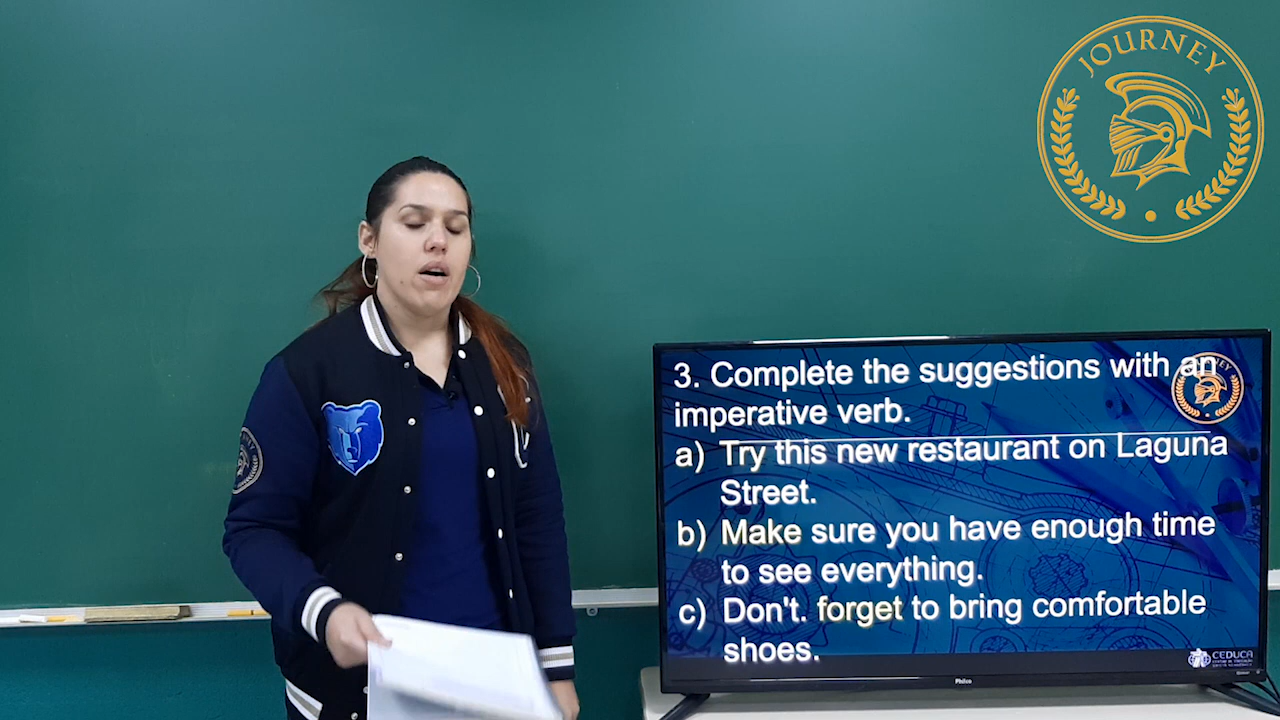 JOURNEY
3. Complete the suggestions with an
imperative verb.
a) Try this new restaurant on Laguna
Street.
b) Make sure you have enough time
to see everything.
c) Don't. forget to bring comfortable
shoes.
CEDUCA
Philco